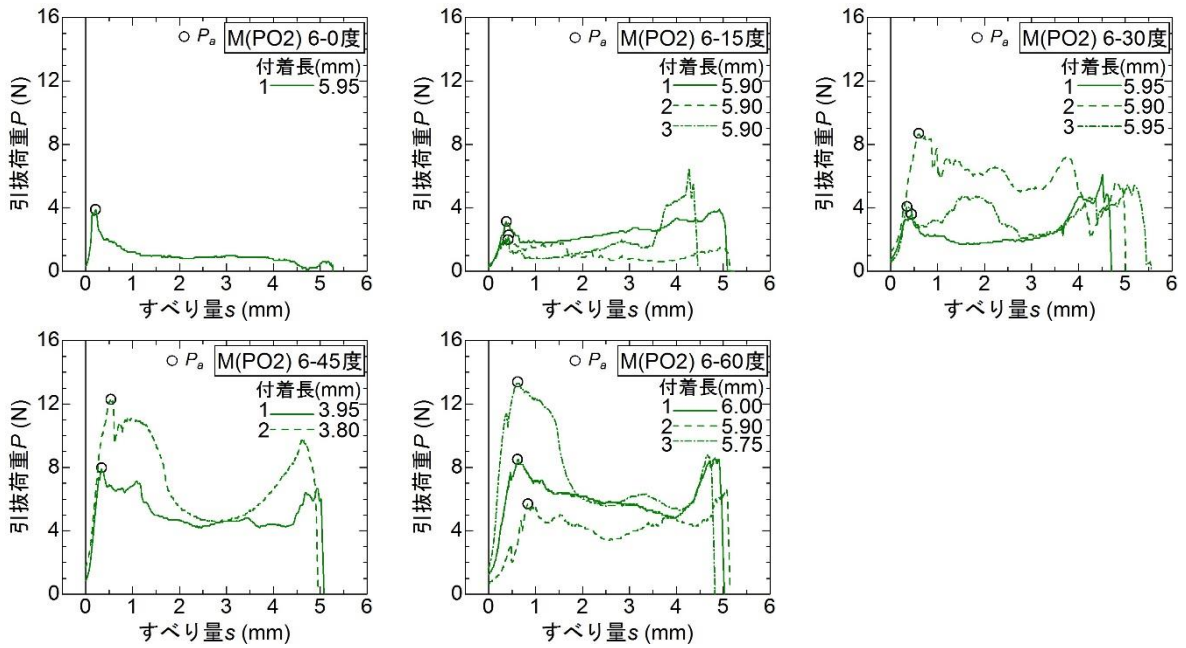 16
12
8
4
0
引抜荷重P (N)
○ Pa
M(PO2) 6-0度
付着長(mm)
1 5.95
0 1 2 3 4 5 6
すべり量s (mm)
16
12
8
4
0
引抜荷重P (N)
○ Pa
M(PO2) 6-15度
付着長(mm)
1 5.90
2 5.90
3 5.90
0 1 2 3 4 5 6
すべり量s (mm)
16
12
8
4
0
引抜荷重P (N)
○ Pa
M(PO2) 6-30度
付着長(mm)
1 5.95
2 5.90
3 5.95
0 1 2 3 4 5 6
すべり量s (mm)
16
12
8
4
0
引抜荷重P (N)
○ Pa
M(PO2) 6-45度
付着長(mm)
1 3.95
2 3.80
0 1 2 3 4 5 6
すべり量s (mm)
16
12
8
4
0
引抜荷重P (N)
○ Pa
M(PO2) 6-60度
付着長(mm)
1 6.00
2 5.90
3 5.75
0 1 2 3 4 5 6
すべり量s (mm)